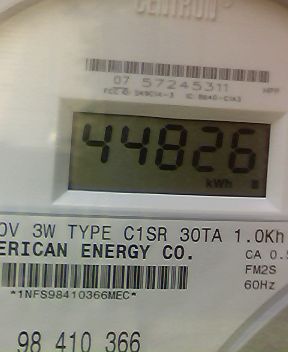 CENTRON®
07 57245311
44826
kWh
0V 3W TYPE C1SR 30TA 1.0Kh
ERICAN ENERGY CO. CA 0.5
FM2S
*1NFS98410366MEC* 60Hz
98 410 366